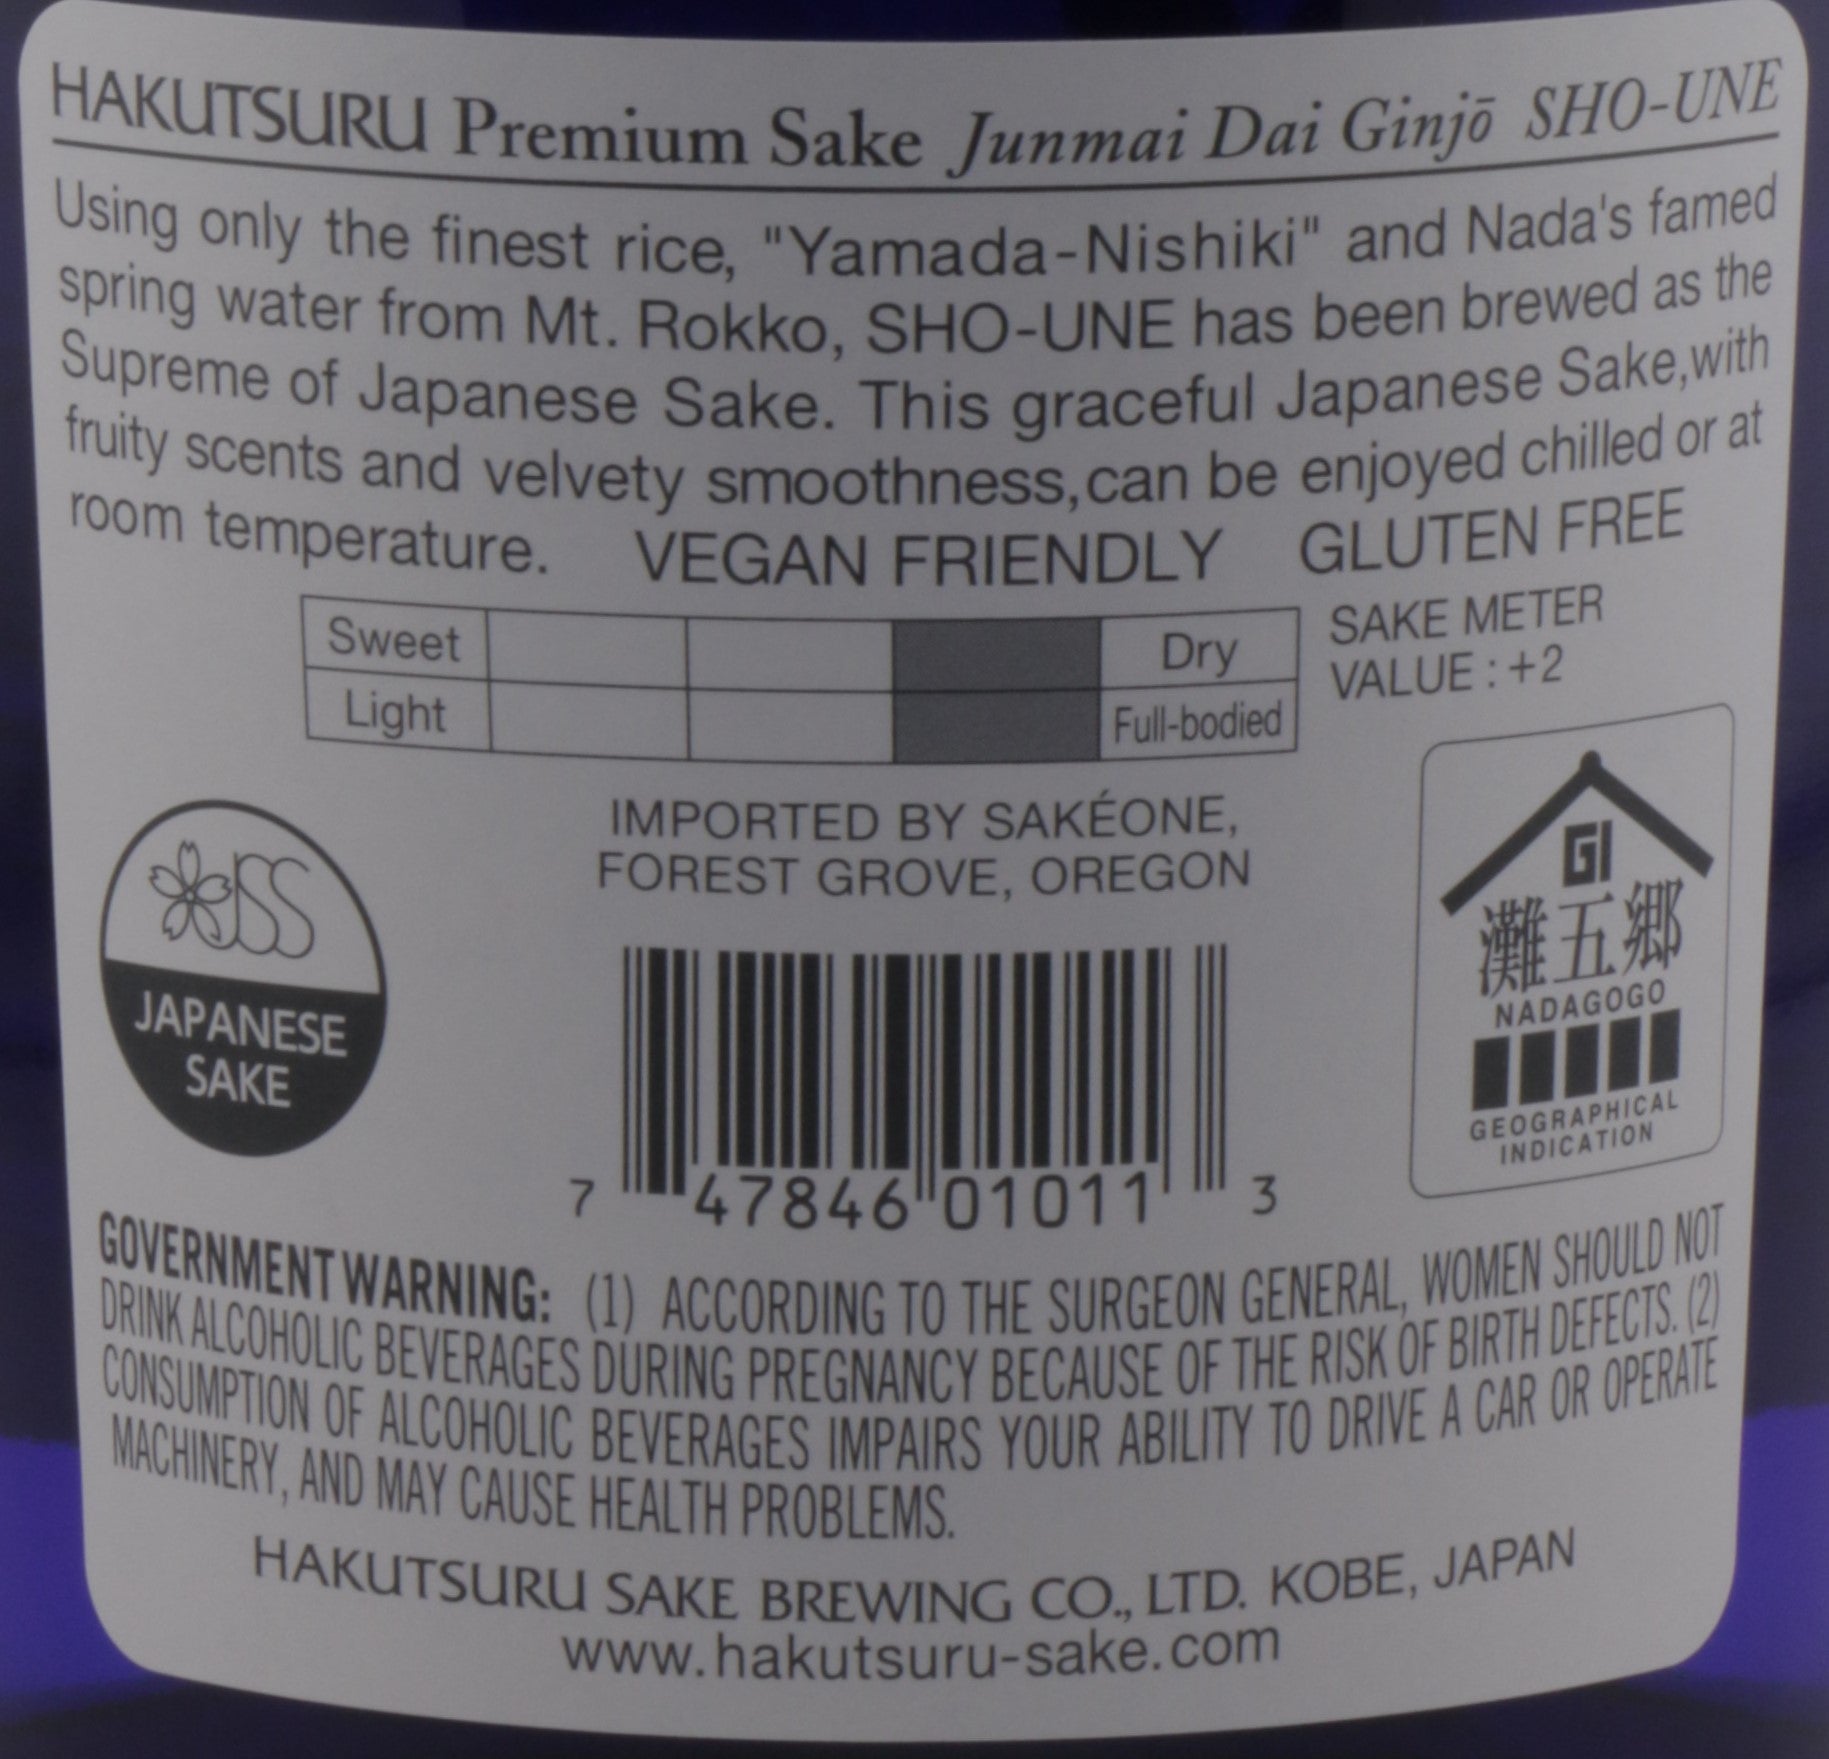 HAKUTSURU Premium Sake Junmai Dai Ginjō SHO-UNE
Using only the finest rice, "Yamada-Nishiki" and Nada's famed
spring water from Mt. Rokko, SHO-UNE has been brewed as the
Supreme of Japanese Sake. This graceful Japanese Sake,with
fruity scents and velvety smoothness,can be enjoyed chilled or at
room temperature. VEGAN FRIENDLY GLUTEN FREE
Sweet Dry
Light Full-bodied
SAKE METER
VALUE : +2
IMPORTED BY SAKÉONE,
FOREST GROVE, OREGON
JSS
JAPANESE
SAKE
7 47846 01011 3
GI
灘五郷
NADAGOGO
GEOGRAPHICAL
INDICATION
GOVERNMENT WARNING: (1) ACCORDING TO THE SURGEON GENERAL, WOMEN SHOULD NOT
DRINK ALCOHOLIC BEVERAGES DURING PREGNANCY BECAUSE OF THE RISK OF BIRTH DEFECTS. (2)
CONSUMPTION OF ALCOHOLIC BEVERAGES IMPAIRS YOUR ABILITY TO DRIVE A CAR OR OPERATE
MACHINERY, AND MAY CAUSE HEALTH PROBLEMS.
HAKUTSURU SAKE BREWING CO., LTD. KOBE, JAPAN
www.hakutsuru-sake.com